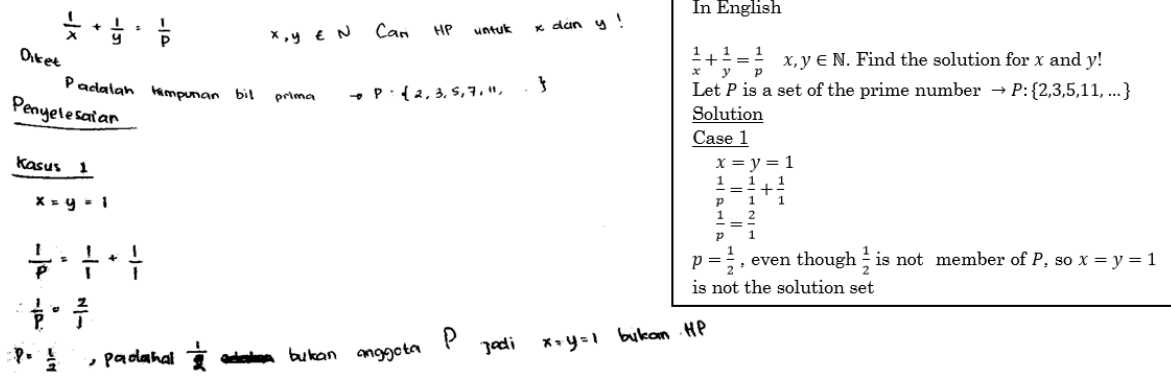 1/x + 1/y = 1/p    x, y ∈ N Cari HP untuk x dan y !
Diket
P adalah himpunan bil prima → P : {2, 3, 5, 7, 11, . }
Penyelesaian
Kasus 1
x = y = 1
1/P = 1/1 + 1/1
1/P = 2/1
P = 1/2 , padahal 1/2 bukan anggota P Jadi x = y = 1 bukan HP
In English
1/x + 1/y = 1/p    x, y ∈ ℕ. Find the solution for x and y!
Let P is a set of the prime number → P: {2,3,5,11, …}
Solution
Case 1
x = y = 1
1/p = 1/1 + 1/1
1/p = 2/1
p = 1/2 , even though 1/2 is not member of P, so x = y = 1
is not the solution set